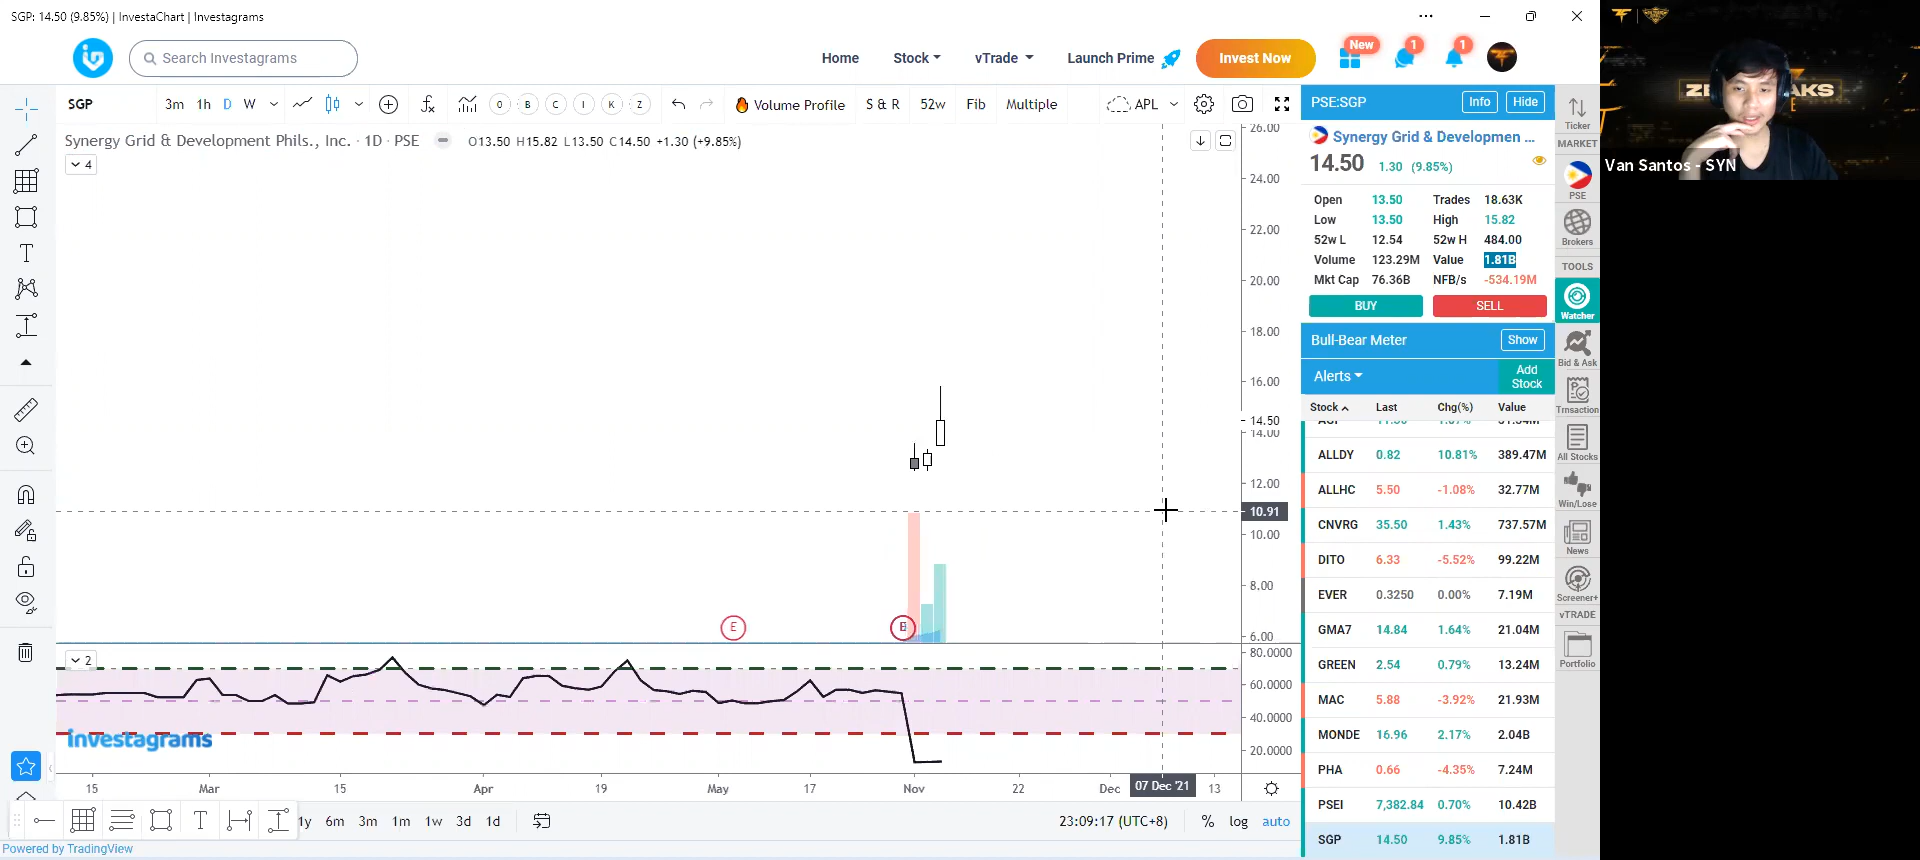 SGP: 14.50 (9.85%) | InvestaChart | Investagrams
Search Investagrams
Home
Stock
vTrade
Launch Prime
Invest Now
New
1
1
SGP
3m 1h D W
O B C I K Z
Volume Profile
S & R
52w
Fib
Multiple
APL
Synergy Grid & Development Phils., Inc. · 1D · PSE
O13.50 H15.82 L13.50 C14.50 +1.30 (+9.85%)
4
26.00
24.00
22.00
20.00
18.00
16.00
14.50
14.00
12.00
10.91
10.00
8.00
6.00
E
E
2
80.0000
60.0000
40.0000
20.0000
investagrams
15
Mar
15
Apr
19
May
17
Nov
22
Dec
07 Dec '21
13
1y 6m 3m 1m 1w 3d 1d
23:09:17 (UTC+8)
% log auto
Powered by TradingView
PSE:SGP
Info
Hide
Synergy Grid & Developmen ...
14.50 1.30 (9.85%)
Open 13.50 Trades 18.63K
Low 13.50 High 15.82
52w L 12.54 52w H 484.00
Volume 123.29M Value 1.81B
Mkt Cap 76.36B NFB/s -534.19M
BUY
SELL
Bull-Bear Meter
Show
Alerts
Add Stock
Stock Last Chg(%) Value
ALLDY 0.82 10.81% 389.47M
ALLHC 5.50 -1.08% 32.77M
CNVRG 35.50 1.43% 737.57M
DITO 6.33 -5.52% 99.22M
EVER 0.3250 0.00% 7.19M
GMA7 14.84 1.64% 21.04M
GREEN 2.54 0.79% 13.24M
MAC 5.88 -3.92% 21.93M
MONDE 16.96 2.17% 2.04B
PHA 0.66 -4.35% 7.24M
PSEI 7,382.84 0.70% 10.42B
SGP 14.50 9.85% 1.81B
Ticker
MARKET
PSE
Brokers
TOOLS
Watcher
Bid & Ask
Trnsaction
All Stocks
Win/Lose
News
Screener+
vTRADE
Portfolio
Van Santos - SYN